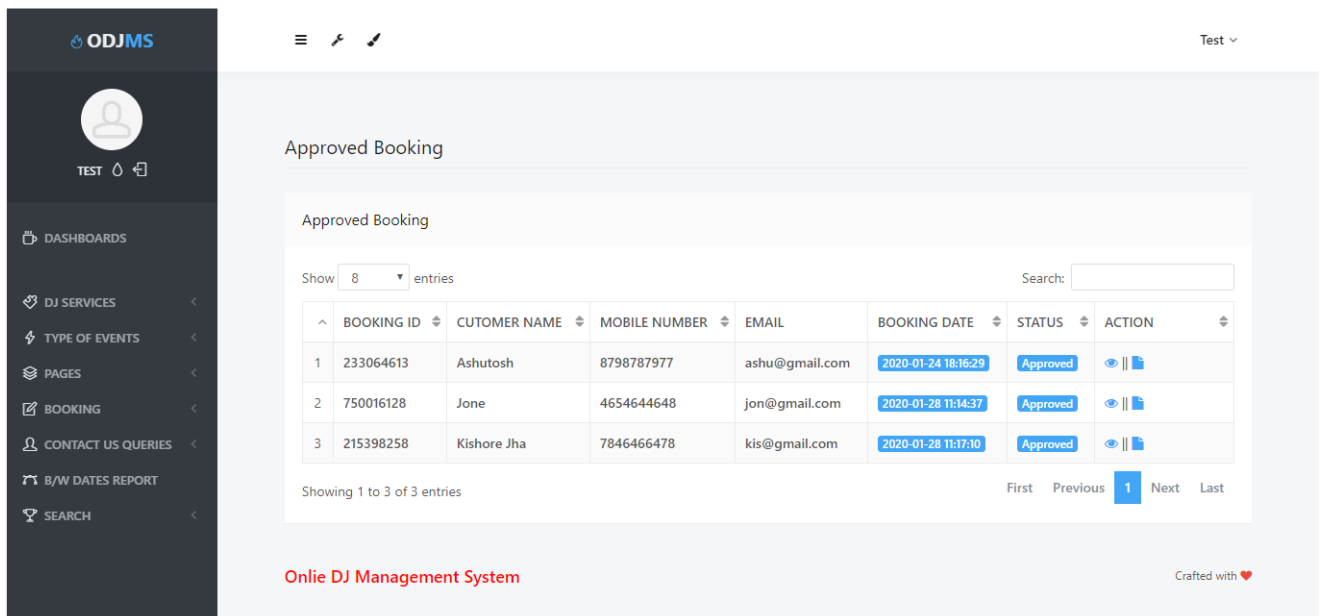 ODJMS
Test
TEST
DASHBOARDS
DJ SERVICES
TYPE OF EVENTS
PAGES
BOOKING
CONTACT US QUERIES
B/W DATES REPORT
SEARCH
Approved Booking
Approved Booking
Show 8 entries Search:
BOOKING ID CUTOMER NAME MOBILE NUMBER EMAIL BOOKING DATE STATUS ACTION
1 233064613 Ashutosh 8798787977 ashu@gmail.com 2020-01-24 18:16:29 Approved ||
2 750016128 Jone 4654644648 jon@gmail.com 2020-01-28 11:14:37 Approved ||
3 215398258 Kishore Jha 7846466478 kis@gmail.com 2020-01-28 11:17:10 Approved ||
Showing 1 to 3 of 3 entries First Previous 1 Next Last
Onlie DJ Management System Crafted with ❤